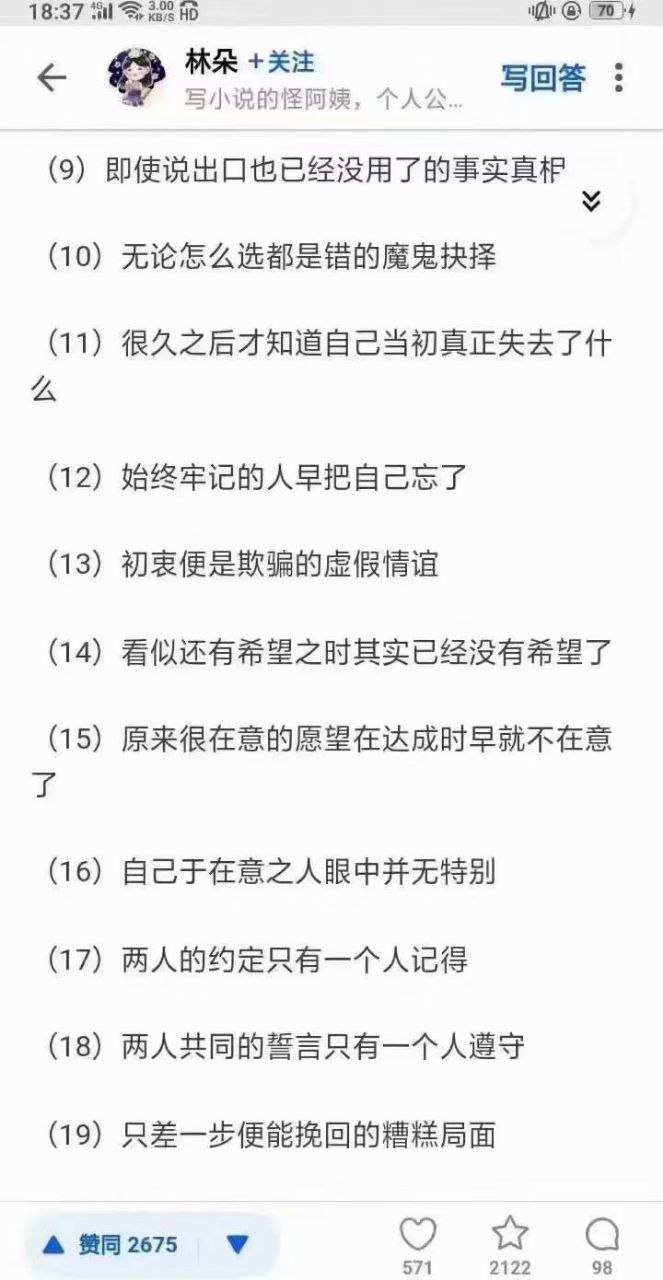 18:37 4G 3.00 KB/S HD 70
林朵 +关注
写回答
写小说的怪阿姨，个人公...
（9）即使说出口也已经没用了的事实真相
（10）无论怎么选都是错的魔鬼抉择
（11）很久之后才知道自己当初真正失去了什
么
（12）始终牢记的人早把自己忘了
（13）初衷便是欺骗的虚假情谊
（14）看似还有希望之时其实已经没有希望了
（15）原来很在意的愿望在达成时早就不在意
了
（16）自己于在意之人眼中并无特别
（17）两人的约定只有一个人记得
（18）两人共同的誓言只有一个人遵守
（19）只差一步便能挽回的糟糕局面
赞同 2675
571 2122 98